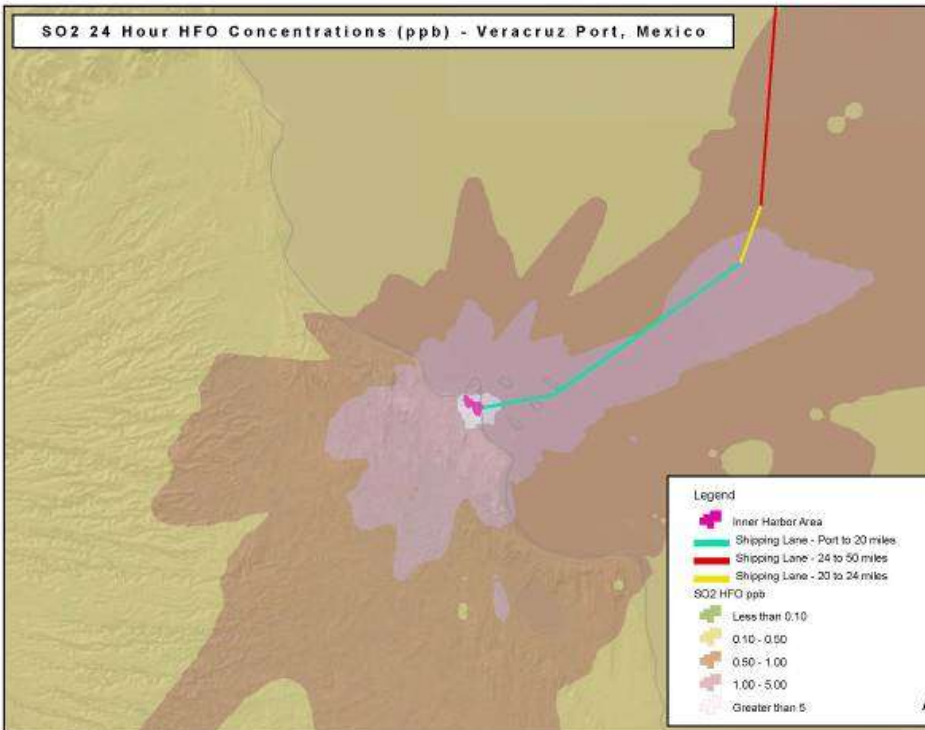 SO2 24 Hour HFO Concentrations (ppb) - Veracruz Port, Mexico
Legend
Inner Harbor Area
Shipping Lane - Port to 20 miles
Shipping Lane - 24 to 50 miles
Shipping Lane - 20 to 24 miles
SO2 HFO ppb
Less than 0.10
0.10 - 0.50
0.50 - 1.00
1.00 - 5.00
Greater than 5